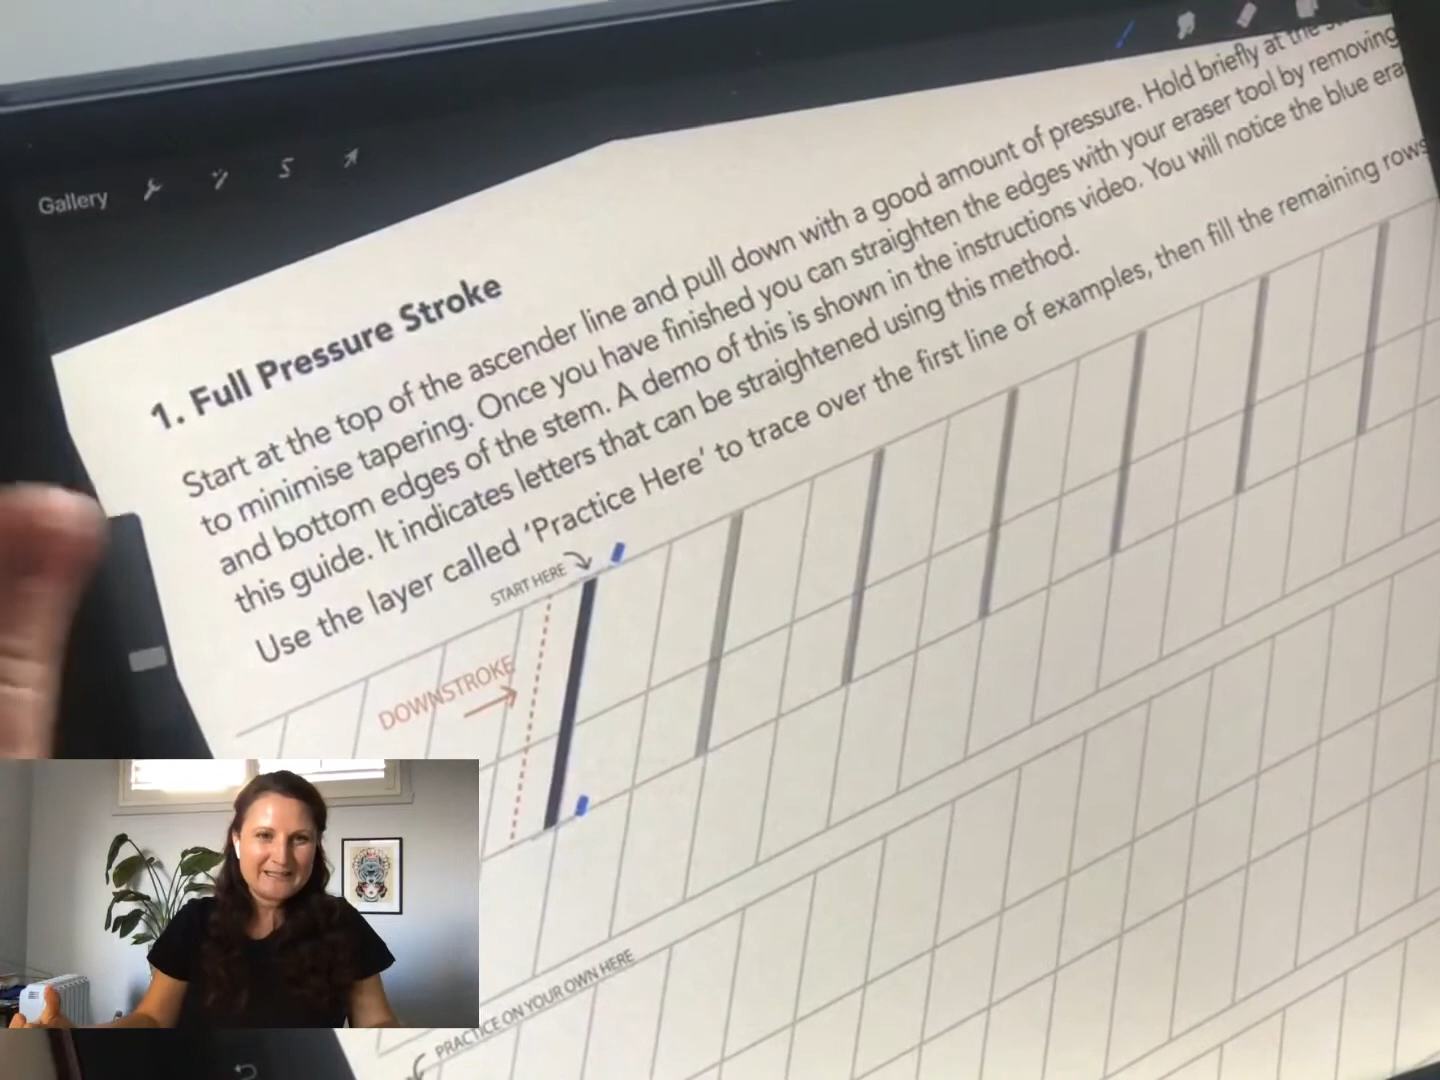 Gallery
1. Full Pressure Stroke
Start at the top of the ascender line and pull down with a good amount of pressure. Hold briefly at the
to minimise tapering. Once you have finished you can straighten the edges with your eraser tool by removing
and bottom edges of the stem. A demo of this is shown in the instructions video. You will notice the blue
this guide. It indicates letters that can be straightened using this method.
Use the layer called ‘Practice Here’ to trace over the first line of examples, then fill the remaining rows
START HERE
DOWNSTROKE
PRACTICE ON YOUR OWN HERE